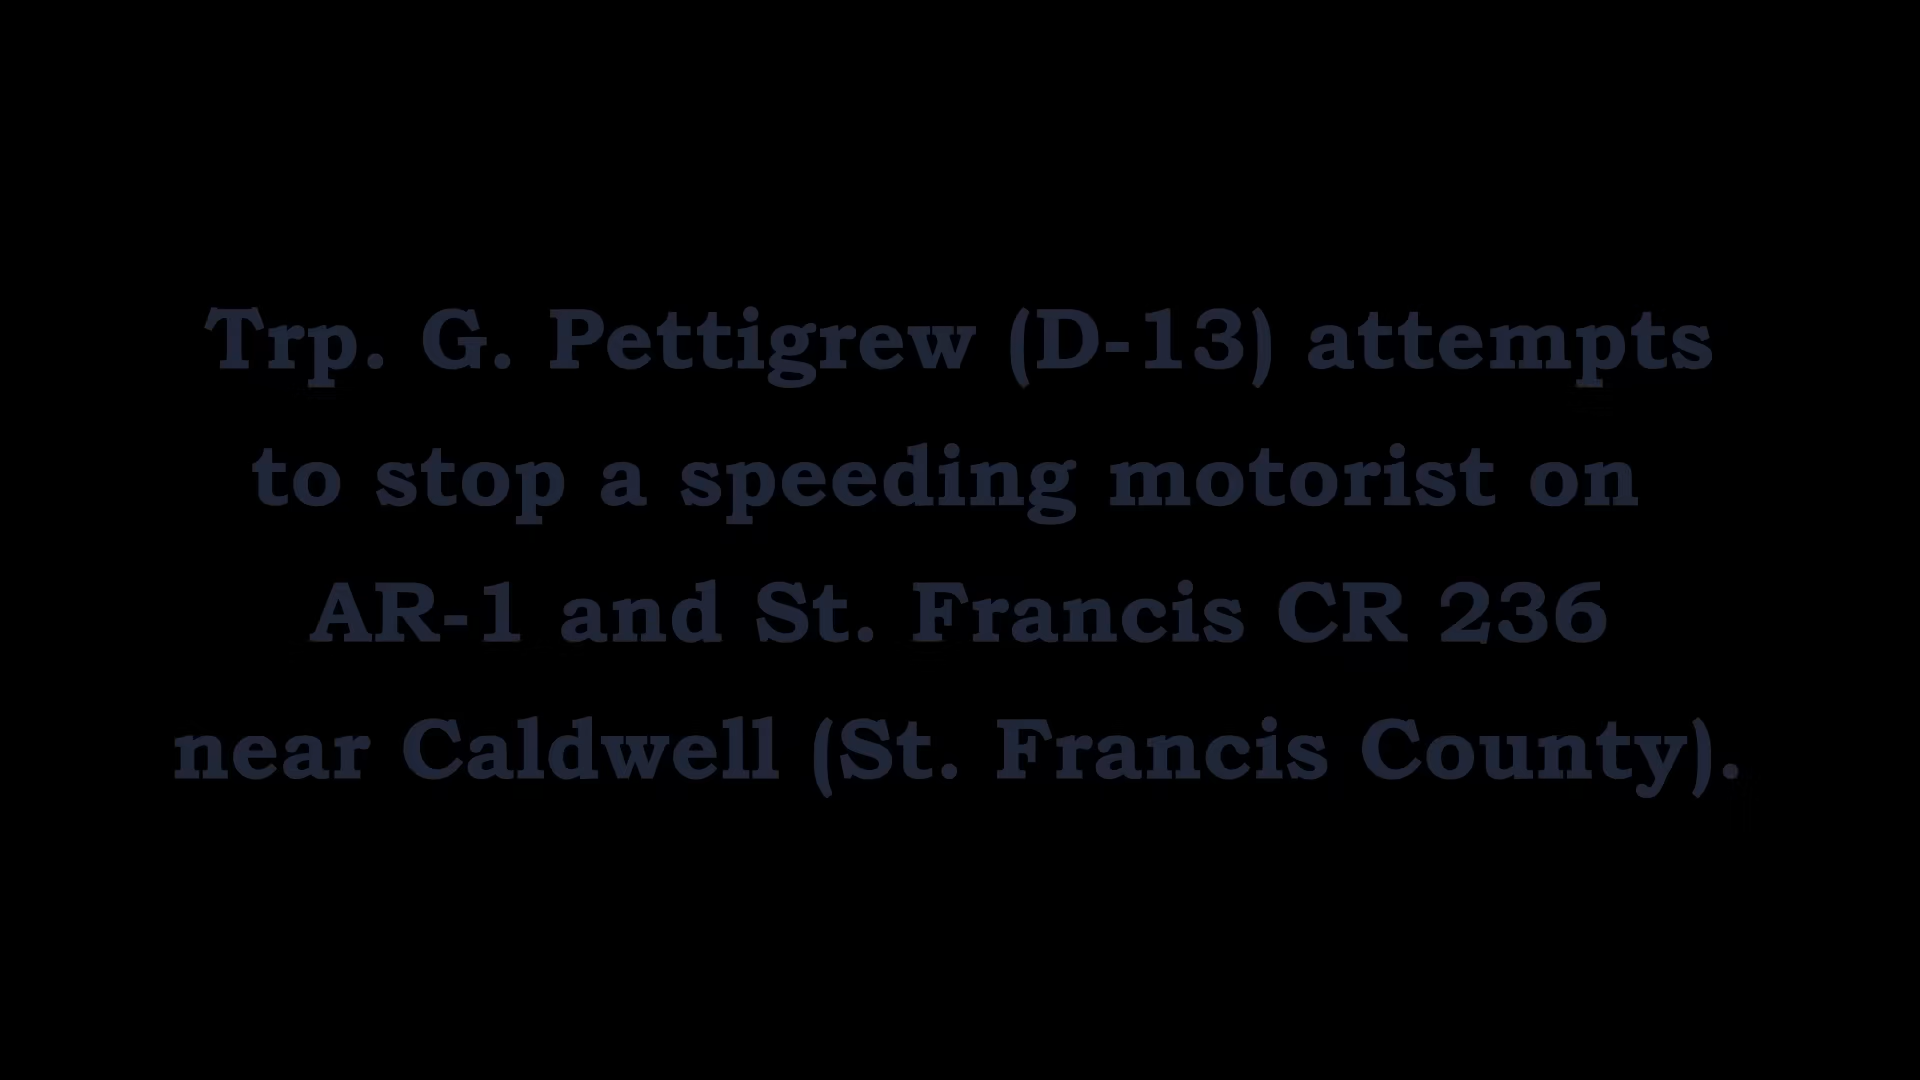 Trp. G. Pettigrew (D-13) attempts
to stop a speeding motorist on
AR-1 and St. Francis CR 236
near Caldwell (St. Francis County).